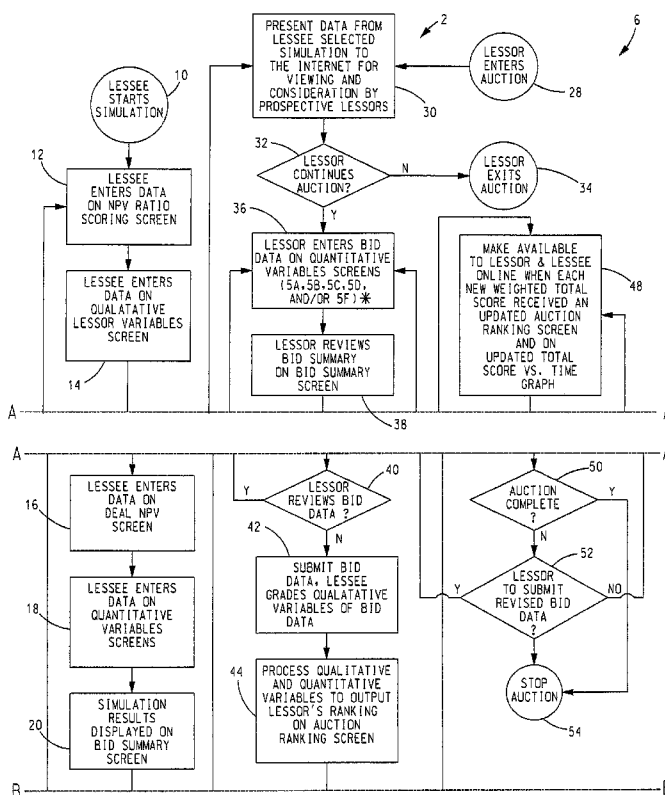 2
6
PRESENT DATA FROM
LESSEE SELECTED
SIMULATION TO
THE INTERNET FOR
VIEWING AND
CONSIDERATION BY
PROSPECTIVE LESSORS
30
LESSOR
ENTERS
AUCTION
28
10
LESSEE
STARTS
SIMULATION
12
LESSEE
ENTERS DATA
ON NPV RATIO
SCORING SCREEN
LESSEE ENTERS
DATA ON
QUALATATIVE
LESSOR VARIABLES
SCREEN
14
32
LESSOR
CONTINUES
AUCTION?
N
Y
LESSOR
EXITS
AUCTION
34
36
LESSOR ENTERS BID
DATA ON QUANTITATIVE
VARIABLES SCREENS
(5A,5B,5C,5D,
AND/OR 5F)*
LESSOR REVIEWS
BID SUMMARY
ON BID SUMMARY
SCREEN
38
MAKE AVAILABLE
TO LESSOR & LESSEE
ONLINE WHEN EACH
NEW WEIGHTED TOTAL
SCORE RECEIVED AN
UPDATED AUCTION
RANKING SCREEN
AND ON
UPDATED TOTAL
SCORE VS. TIME
GRAPH
48
A
A
A
A
LESSEE ENTERS
DATA ON
DEAL NPV
SCREEN
16
LESSEE ENTERS
DATA ON
QUANTITATIVE
VARIABLES
SCREENS
18
SIMULATION
RESULTS
DISPLAYED ON
BID SUMMARY
SCREEN
20
40
LESSOR
REVIEWS BID
DATA ?
Y
N
42
SUBMIT BID
DATA, LESSEE
GRADES QUALATATIVE
VARIABLES OF BID
DATA
44
PROCESS QUALITATIVE
AND QUANTITATIVE
VARIABLES TO OUTPUT
LESSOR'S RANKING
ON AUCTION
RANKING SCREEN
50
AUCTION
COMPLETE
?
Y
N
52
LESSOR
TO SUBMIT
REVISED BID
DATA
?
Y
NO
STOP
AUCTION
54
B
B